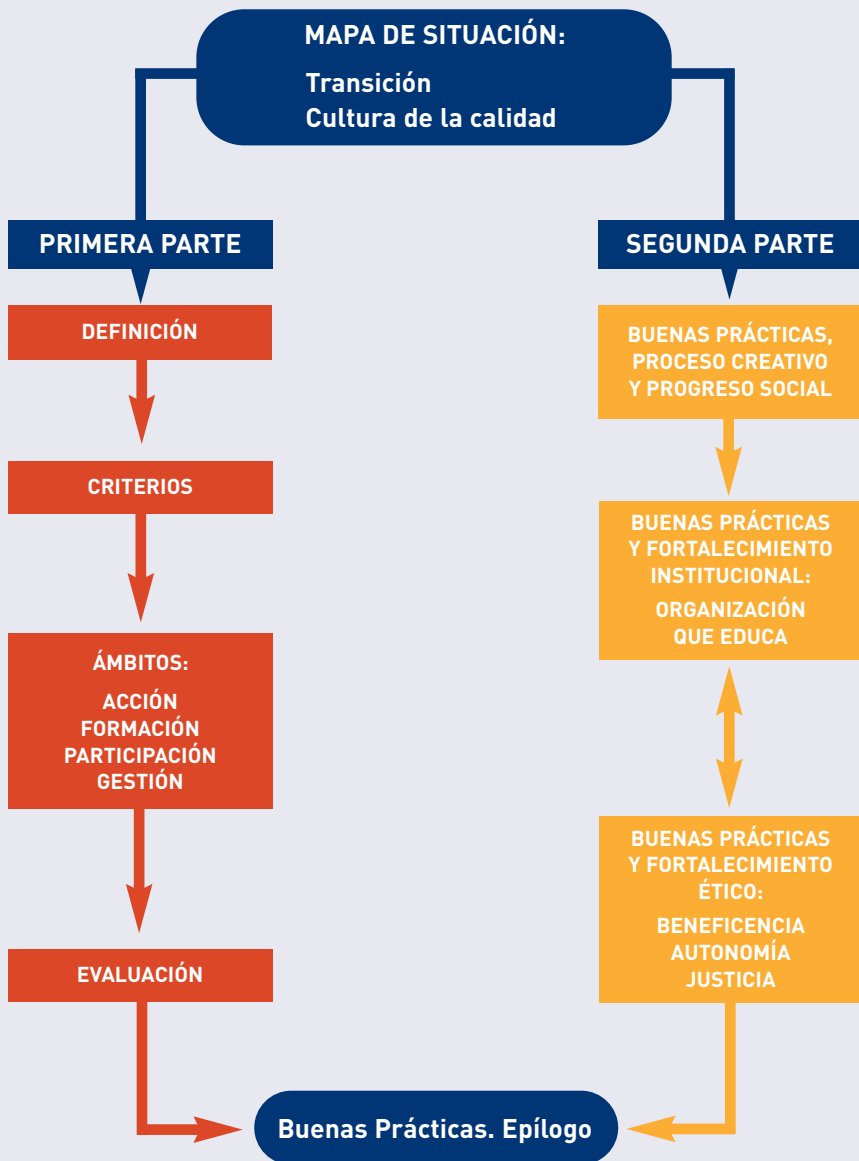 MAPA DE SITUACIÓN:
Transición
Cultura de la calidad
PRIMERA PARTE
DEFINICIÓN
CRITERIOS
ÁMBITOS:
ACCIÓN
FORMACIÓN
PARTICIPACIÓN
GESTIÓN
EVALUACIÓN
SEGUNDA PARTE
BUENAS PRÁCTICAS,
PROCESO CREATIVO
Y PROGRESO SOCIAL
BUENAS PRÁCTICAS
Y FORTALECIMIENTO
INSTITUCIONAL:
ORGANIZACIÓN
QUE EDUCA
BUENAS PRÁCTICAS
Y FORTALECIMIENTO
ÉTICO:
BENEFICENCIA
AUTONOMÍA
JUSTICIA
Buenas Prácticas. Epílogo